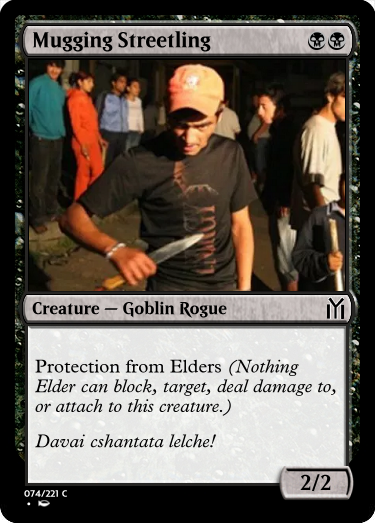 Mugging Streetling
Creature — Goblin Rogue
Protection from Elders (Nothing
Elder can block, target, deal damage to,
or attach to this creature.)
Davai cshantata lelche!
2/2
074/221 C